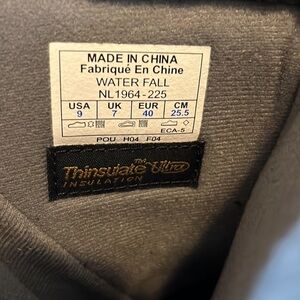 MADE IN CHINA
Fabriqué En Chine
WATER FALL
NL1964-225
USA UK EUR CM
9 7 40 25.5
ECA-5
POU H04 F04
Thinsulate™ Ultra
INSULATION